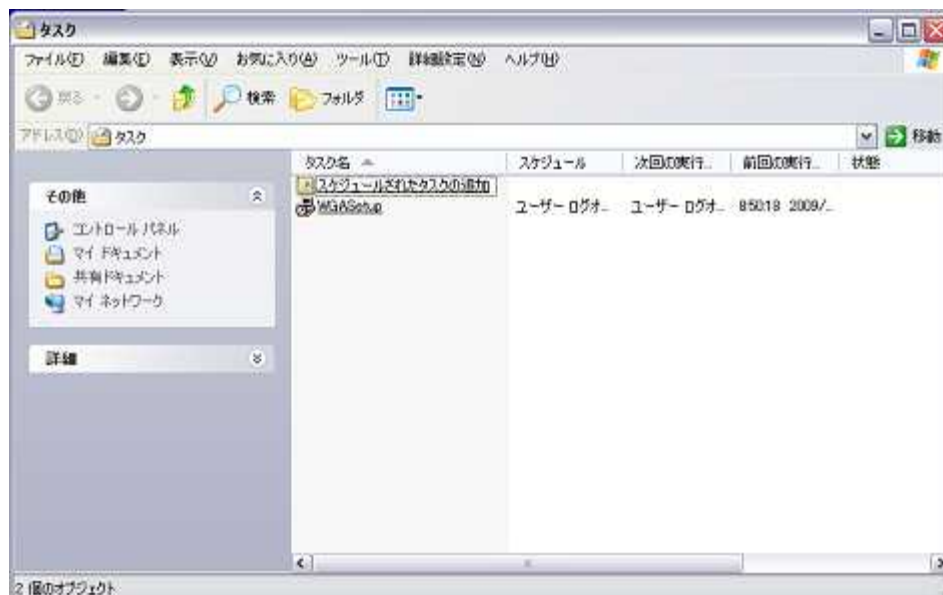 タスク
ファイル(F) 編集(E) 表示(V) お気に入り(A) ツール(T) 詳細設定(N) ヘルプ(H)
戻る 検索 フォルダ
アドレス(D) タスク 移動
タスク名 スケジュール 次回の実行... 前回の実行... 状態
スケジュールされたタスクの追加
WGASetup ユーザー ログオ... ユーザー ログオ... 8:50:18 2009/...
その他
コントロール パネル
マイ ドキュメント
共有ドキュメント
マイ ネットワーク
詳細
2 個のオブジェクト